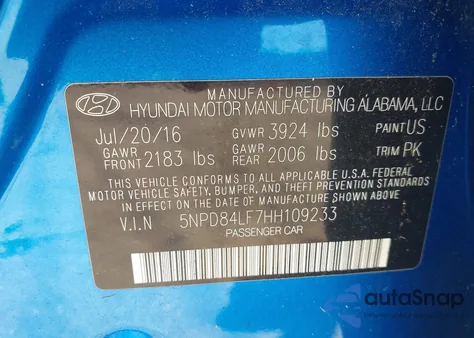 MANUFACTURED BY
HYUNDAI MOTOR MANUFACTURING ALABAMA, LLC
Jul/20/16 GVWR 3924 lbs PAINT US
GAWR FRONT 2183 lbs GAWR REAR 2006 lbs TRIM PK
THIS VEHICLE CONFORMS TO ALL APPLICABLE U.S.A. FEDERAL
MOTOR VEHICLE SAFETY, BUMPER, AND THEFT PREVENTION STANDARDS
IN EFFECT ON THE DATE OF MANUFACTURE SHOWN ABOVE.
V.I.N 5NPD84LF7HH109233
PASSENGER CAR
autoSnap